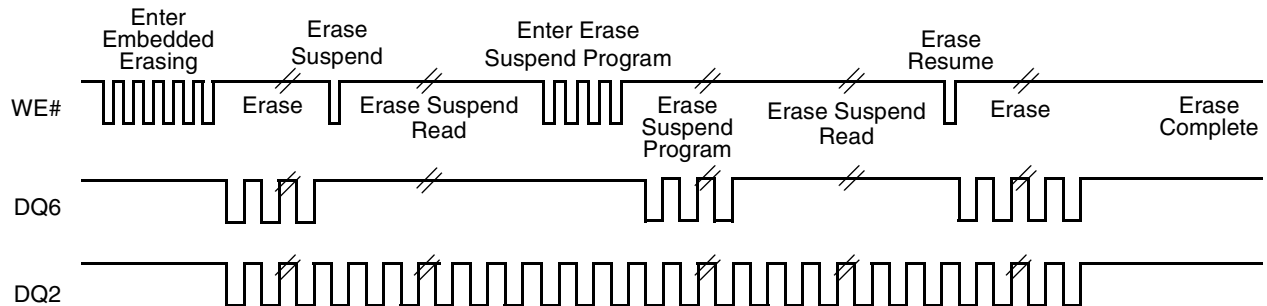 Enter
Embedded
Erasing
Erase
Suspend
Enter Erase
Suspend Program
Erase
Resume
WE#
Erase
Erase Suspend
Read
Erase
Suspend
Program
Erase Suspend
Read
Erase
Erase
Complete
DQ6
DQ2